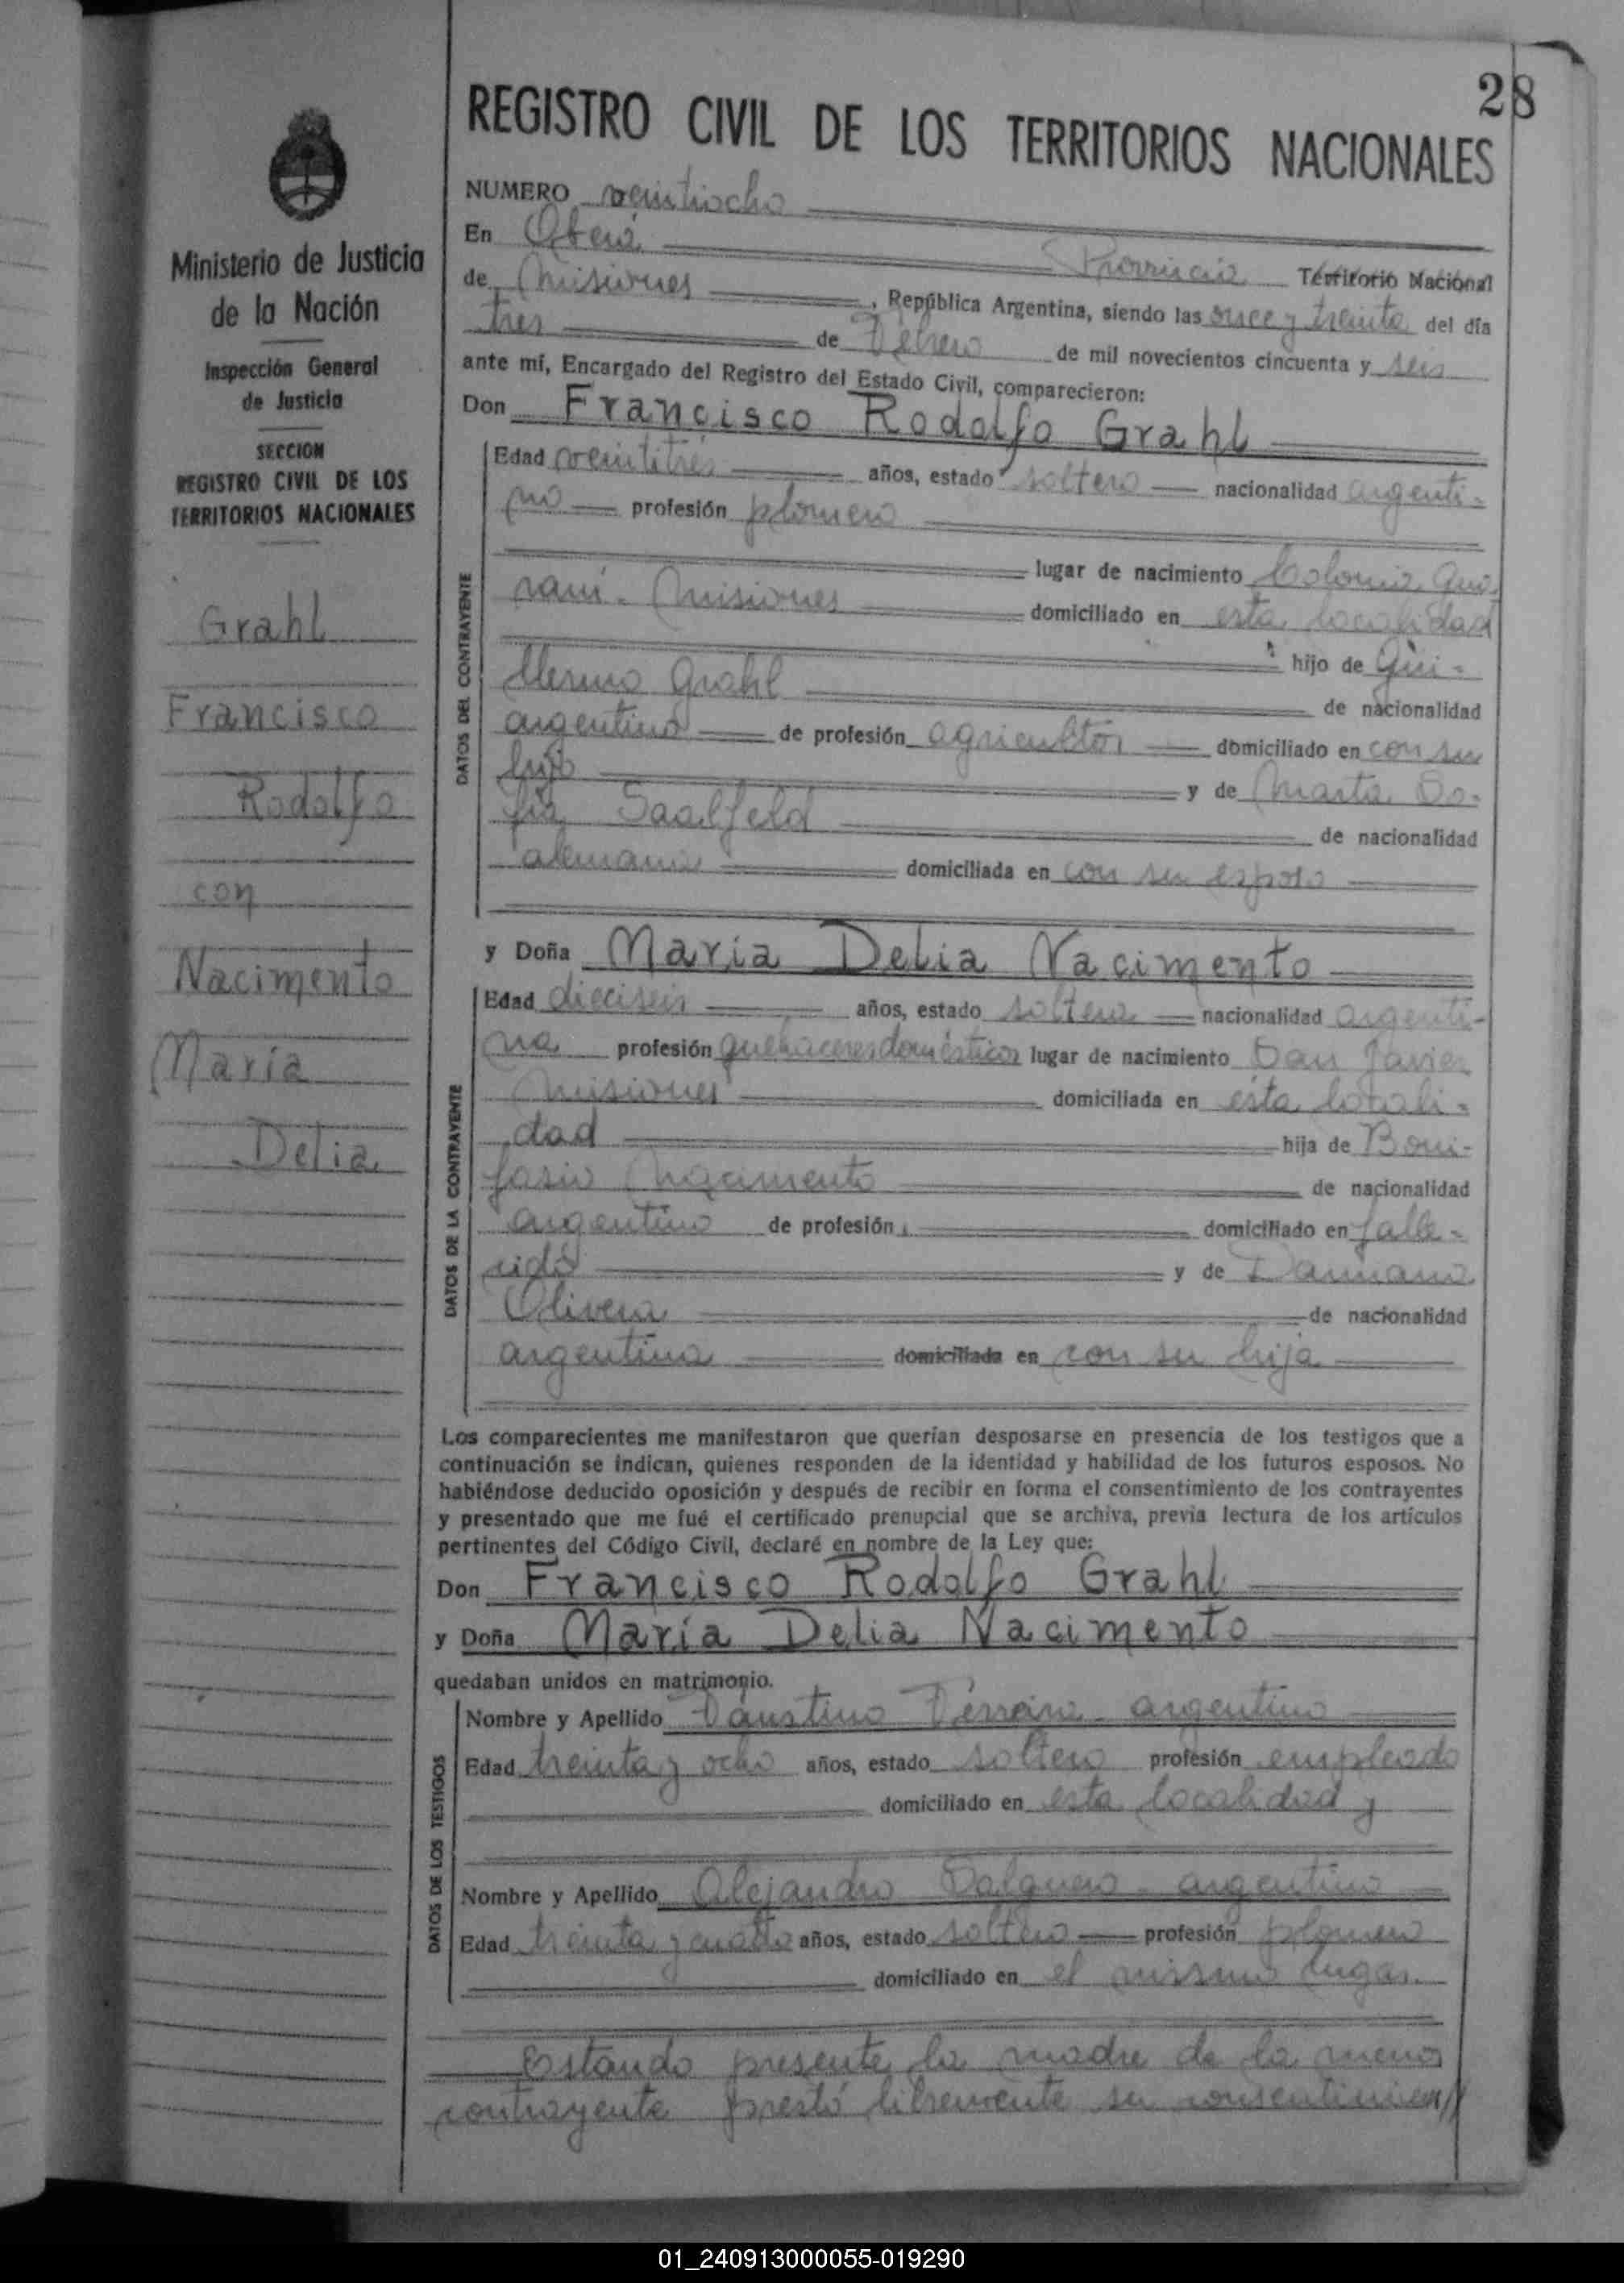 28
REGISTRO CIVIL DE LOS TERRITORIOS NACIONALES
Ministerio de Justicia
de la Nación
Inspección General
de Justicia
SECCION
REGISTRO CIVIL DE LOS
TERRITORIOS NACIONALES
Grahl
Francisco
Rodolfo
con
Nacimento
María
Delia
NUMERO veintiocho
En Oberá Provincia Territorio Nacional
de Misiones, República Argentina, siendo las once y treinta del día
tres de Febrero de mil novecientos cincuenta y seis
ante mí, Encargado del Registro del Estado Civil, comparecieron:
Don Francisco Rodolfo Grahl
DATOS DEL CONTRAYENTE
Edad veintitrés años, estado soltero nacionalidad argenti-
no profesión plomero
lugar de nacimiento Colonia Gua
raní - Misiones domiciliado en esta localidad
hijo de Gui-
llermo Grahl de nacionalidad
argentino de profesión agricultor domiciliado en con su
hijo y de Marta So-
fía Saalfeld de nacionalidad
alemana domiciliada en con su esposo
y Doña María Delia Nacimento
DATOS DE LA CONTRAYENTE
Edad dieciseis años, estado soltera nacionalidad argenti-
na profesión quehaceres domésticos lugar de nacimiento San Javier
Misiones domiciliada en ésta locali-
dad hija de Boni-
fasio Nacimento de nacionalidad
argentino de profesión domiciliado en falle-
cido y de Damiana
Olivera de nacionalidad
argentina domiciliada en con su hija
Los comparecientes me manifestaron que querían desposarse en presencia de los testigos que a
continuación se indican, quienes responden de la identidad y habilidad de los futuros esposos. No
habiéndose deducido oposición y después de recibir en forma el consentimiento de los contrayentes
y presentado que me fué el certificado prenupcial que se archiva, previa lectura de los artículos
pertinentes del Código Civil, declaré en nombre de la Ley que:
Don Francisco Rodolfo Grahl
y Doña María Delia Nacimento
quedaban unidos en matrimonio.
DATOS DE LOS TESTIGOS
Nombre y Apellido Faustino Ferreira - argentino
Edad treinta y ocho años, estado soltero profesión empleado
domiciliado en esta localidad y
Nombre y Apellido Alejandro argentino
Edad treinta y cuatro años, estado soltero profesión plomero
domiciliado en el mismo lugar.
Estando presente la madre de la menor
contrayente prestó libremente su consentimien//
01_240913000055-019290